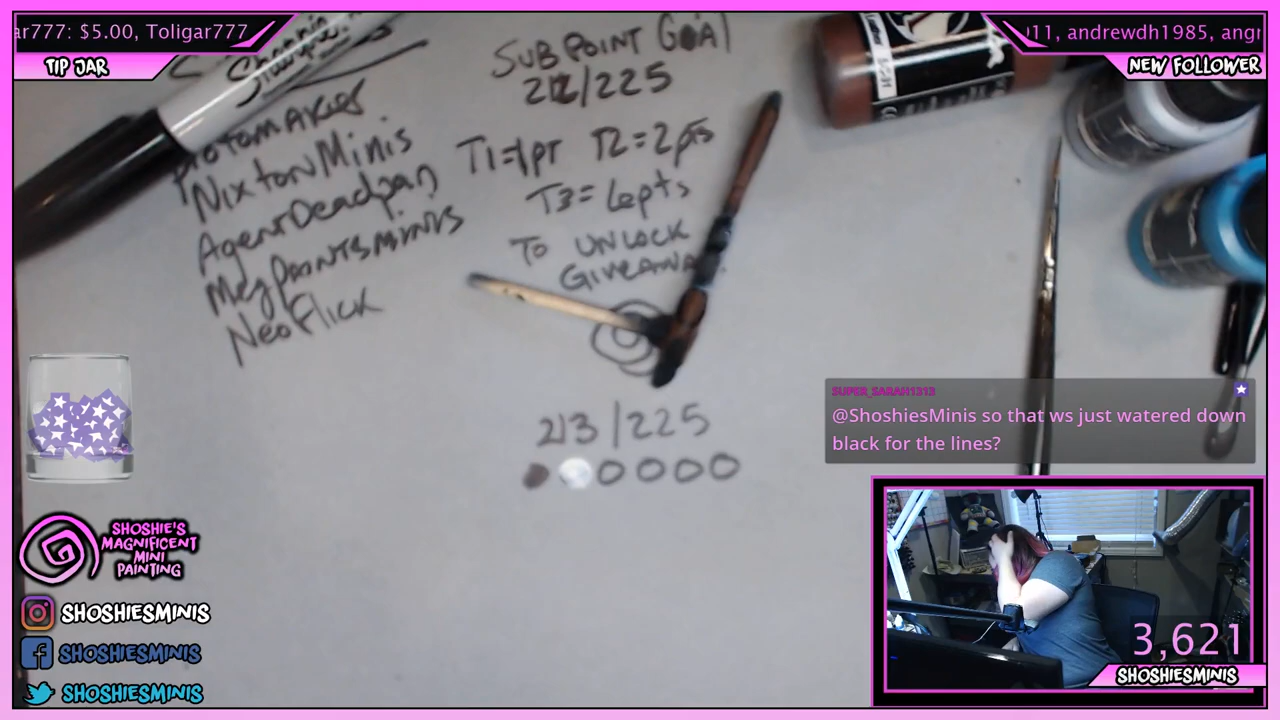 ar777: $5.00, Toligar777
TIP JAR
11, andrewdh1985, angr
NEW FOLLOWER
Sharpie
ProtomAkes
NixtonMinis
AgentDeadpan
MegpaintsMinis
NeoFlick
SUB POINT GOAL
212/225
T1=1pt T2=2pts
T3=6pts
TO UNLOCK
GIVEAWA
213/225
SUPER_SARAH1313
@ShoshiesMinis so that ws just watered down
black for the lines?
SHOSHIE'S
MAGNIFICENT
MINI
PAINTING
SHOSHIESMINIS
SHOSHIESMINIS
SHOSHIESMINIS
3,621
SHOSHIESMINIS